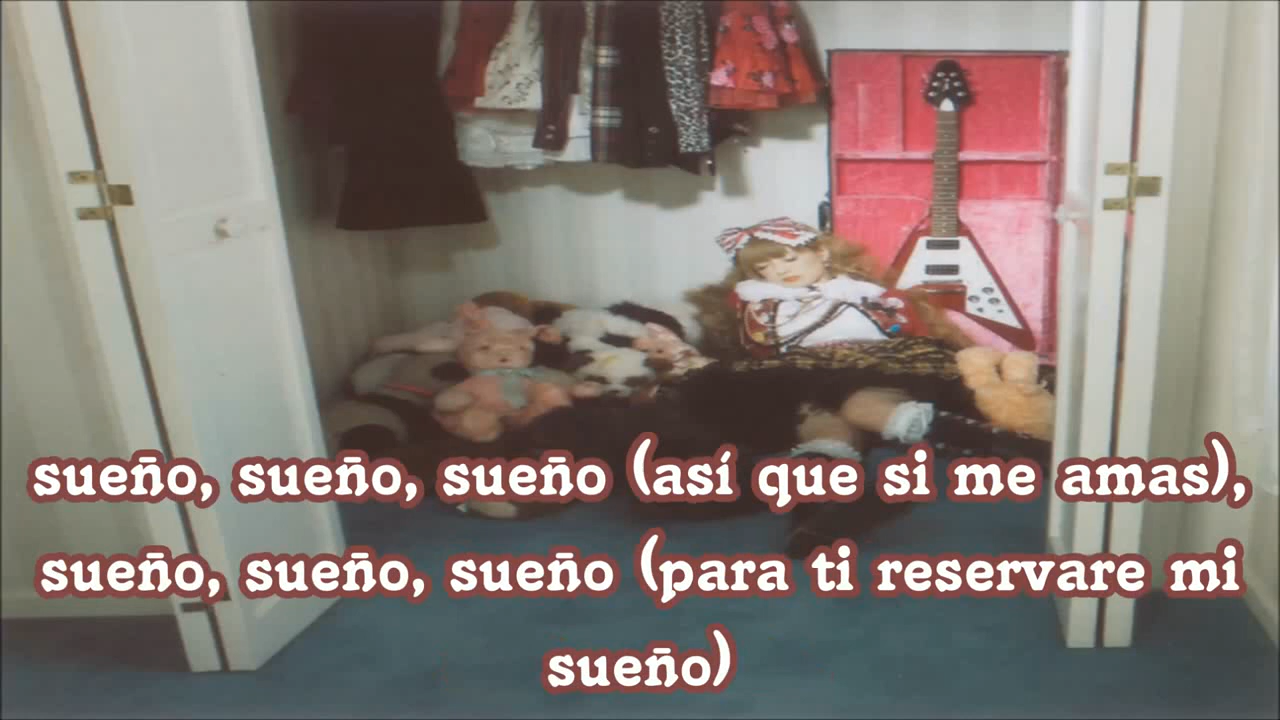 sueño, sueño, sueño (así que si me amas),
sueño, sueño, sueño (para ti reservare mi
sueño)